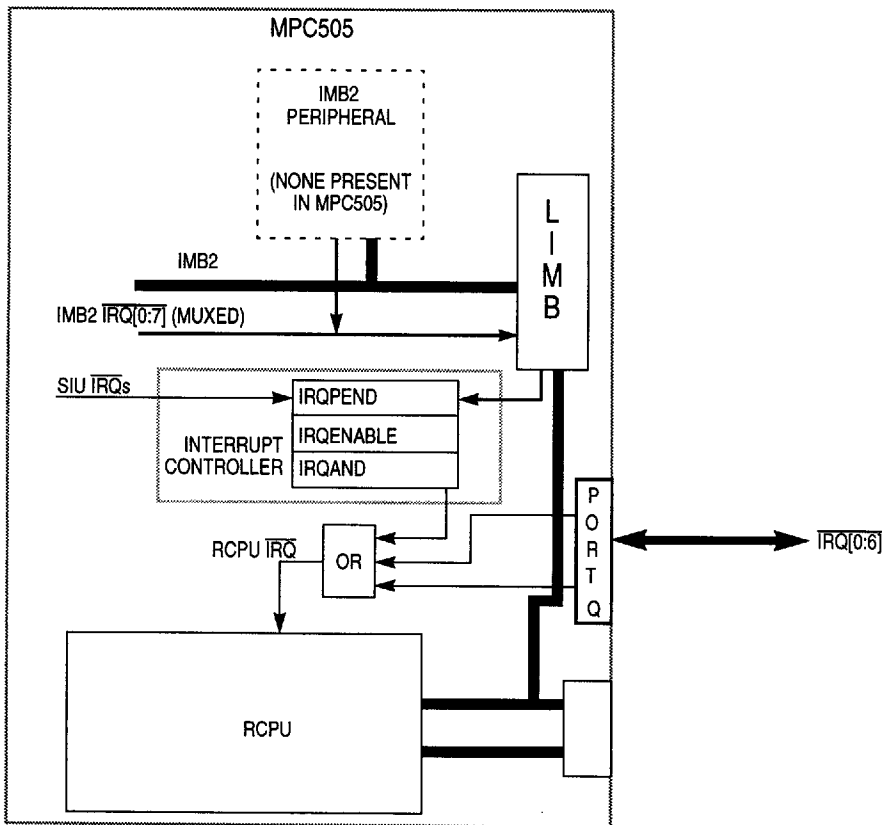 MPC505
IMB2
PERIPHERAL
(NONE PRESENT
IN MPC505)
L
I
M
B
IMB2
IMB2 IRQ[0:7] (MUXED)
SIU IRQs
IRQPEND
IRQENABLE
IRQAND
INTERRUPT
CONTROLLER
P
O
R
T
Q
IRQ[0:6]
RCPU IRQ
OR
RCPU